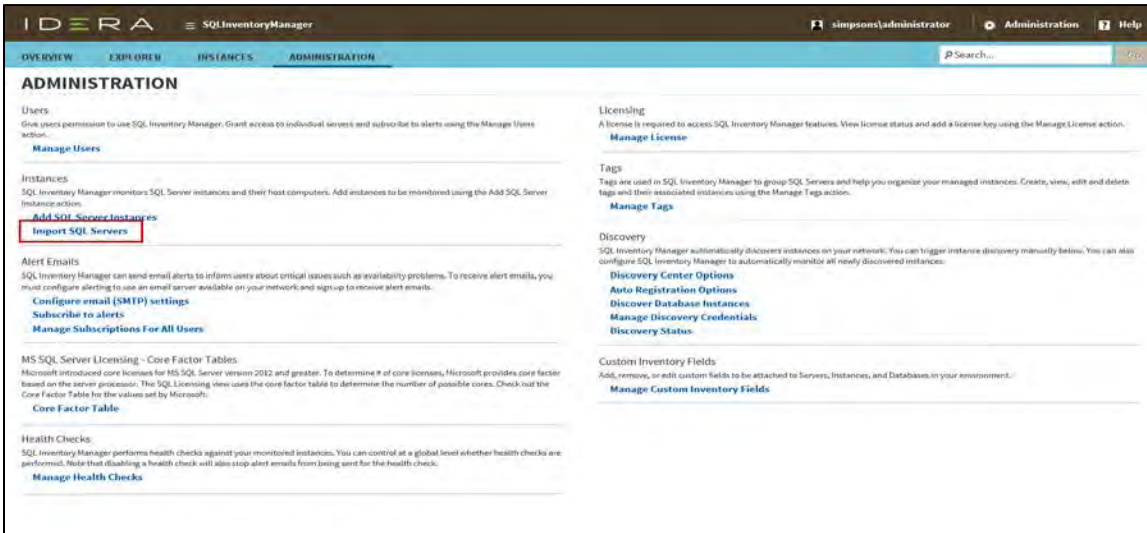 IDERA
SQLInventoryManager
simpsons\administrator
Administration
Help
OVERVIEW
EXPLORER
INSTANCES
ADMINISTRATION
Search...
ADMINISTRATION
Users
Give users permission to use SQL Inventory Manager. Grant access to individual servers and subscribe to alerts using the Manage Users
action.
Manage Users
Instances
SQL Inventory Manager monitors SQL Server instances and their host computers. Add instances to be monitored using the Add SQL Server
Instance action.
Add SQL Server Instances
Import SQL Servers
Alert Emails
SQL Inventory Manager can send email alerts to inform users about critical issues such as availability problems. To receive alert emails, you
must configure alerting to use an email server available on your network and sign up to receive alert emails.
Configure email (SMTP) settings
Subscribe to alerts
Manage Subscriptions For All Users
MS SQL Server Licensing - Core Factor Tables
Microsoft introduced core licenses for MS SQL Server version 2012 and greater. To determine # of core licenses, Microsoft provides core factor
based on the server processor. The SQL Licensing view uses the core factor table to determine the number of possible cores. Check out the
Core Factor Table for the values set by Microsoft.
Core Factor Table
Health Checks
SQL Inventory Manager performs health checks against your monitored instances. You can control at a global level whether health checks are
performed. Note that disabling a health check will also stop alert emails from being sent for the health check.
Manage Health Checks
Licensing
A license is required to access SQL Inventory Manager features. View license status and add a license key using the Manage License action.
Manage License
Tags
Tags are used in SQL Inventory Manager to group SQL Servers and help you organize your managed instances. Create, view, edit and delete
tags and their associated instances using the Manage Tags action.
Manage Tags
Discovery
SQL Inventory Manager automatically discovers instances on your network. You can trigger instance discovery manually below. You can also
configure SQL Inventory Manager to automatically monitor all newly discovered instances.
Discovery Center Options
Auto Registration Options
Discover Database Instances
Manage Discovery Credentials
Discovery Status
Custom Inventory Fields
Add, remove, or edit custom fields to be attached to Servers, Instances, and Databases in your environment.
Manage Custom Inventory Fields